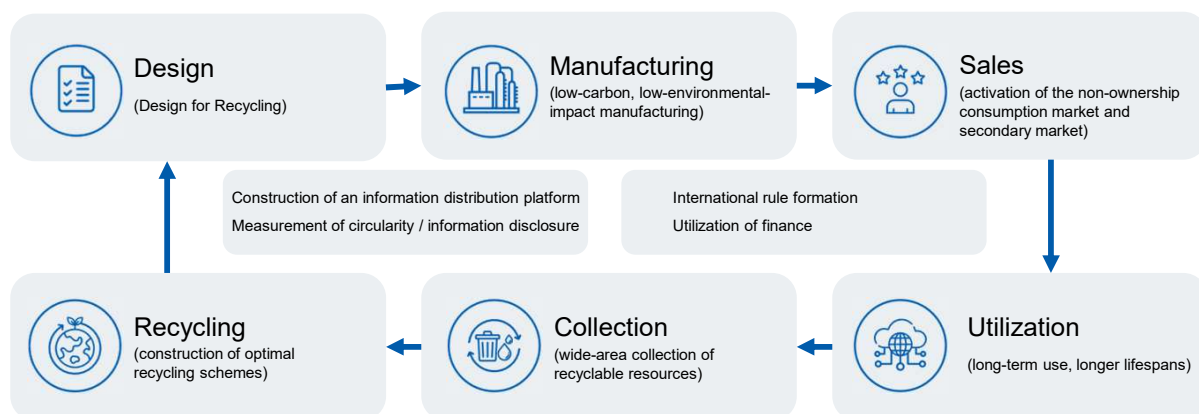 Design
(Design for Recycling)
Manufacturing
(low-carbon, low-environmental-
impact manufacturing)
Sales
(activation of the non-ownership
consumption market and
secondary market)
Construction of an information distribution platform
Measurement of circularity / information disclosure
International rule formation
Utilization of finance
Recycling
(construction of optimal
recycling schemes)
Collection
(wide-area collection of
recyclable resources)
Utilization
(long-term use, longer lifespans)